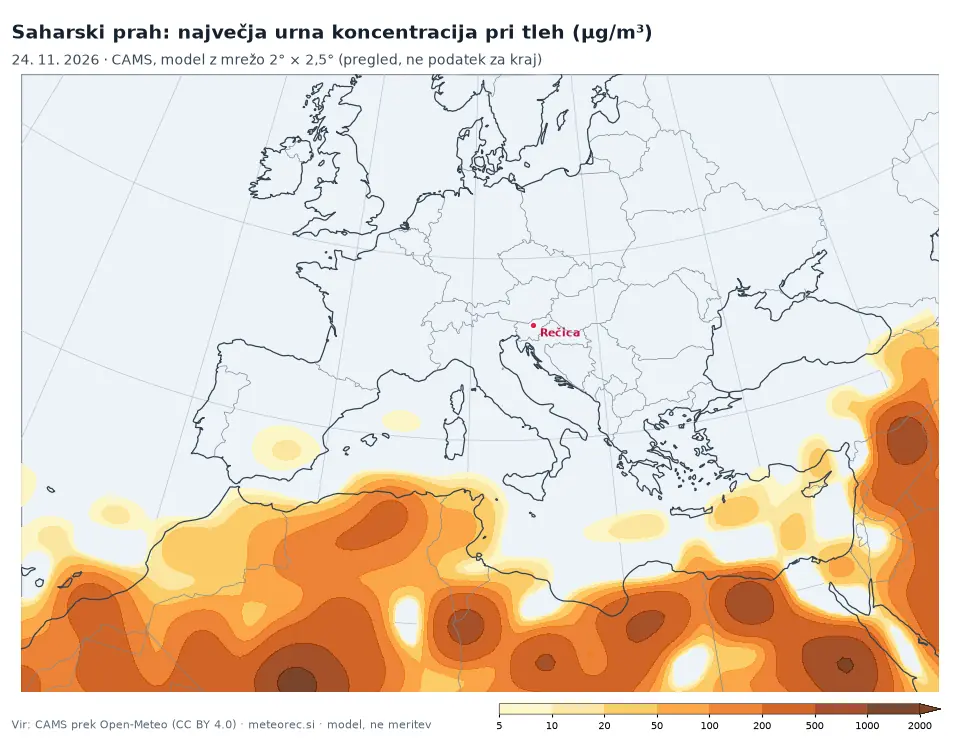 Saharski prah: največja urna koncentracija pri tleh (µg/m³)
24. 11. 2026 · CAMS, model z mrežo 2° × 2,5° (pregled, ne podatek za kraj)
Rečica
Vir: CAMS prek Open-Meteo (CC BY 4.0) · meteorec.si · model, ne meritev
5 10 20 50 100 200 500 1000 2000